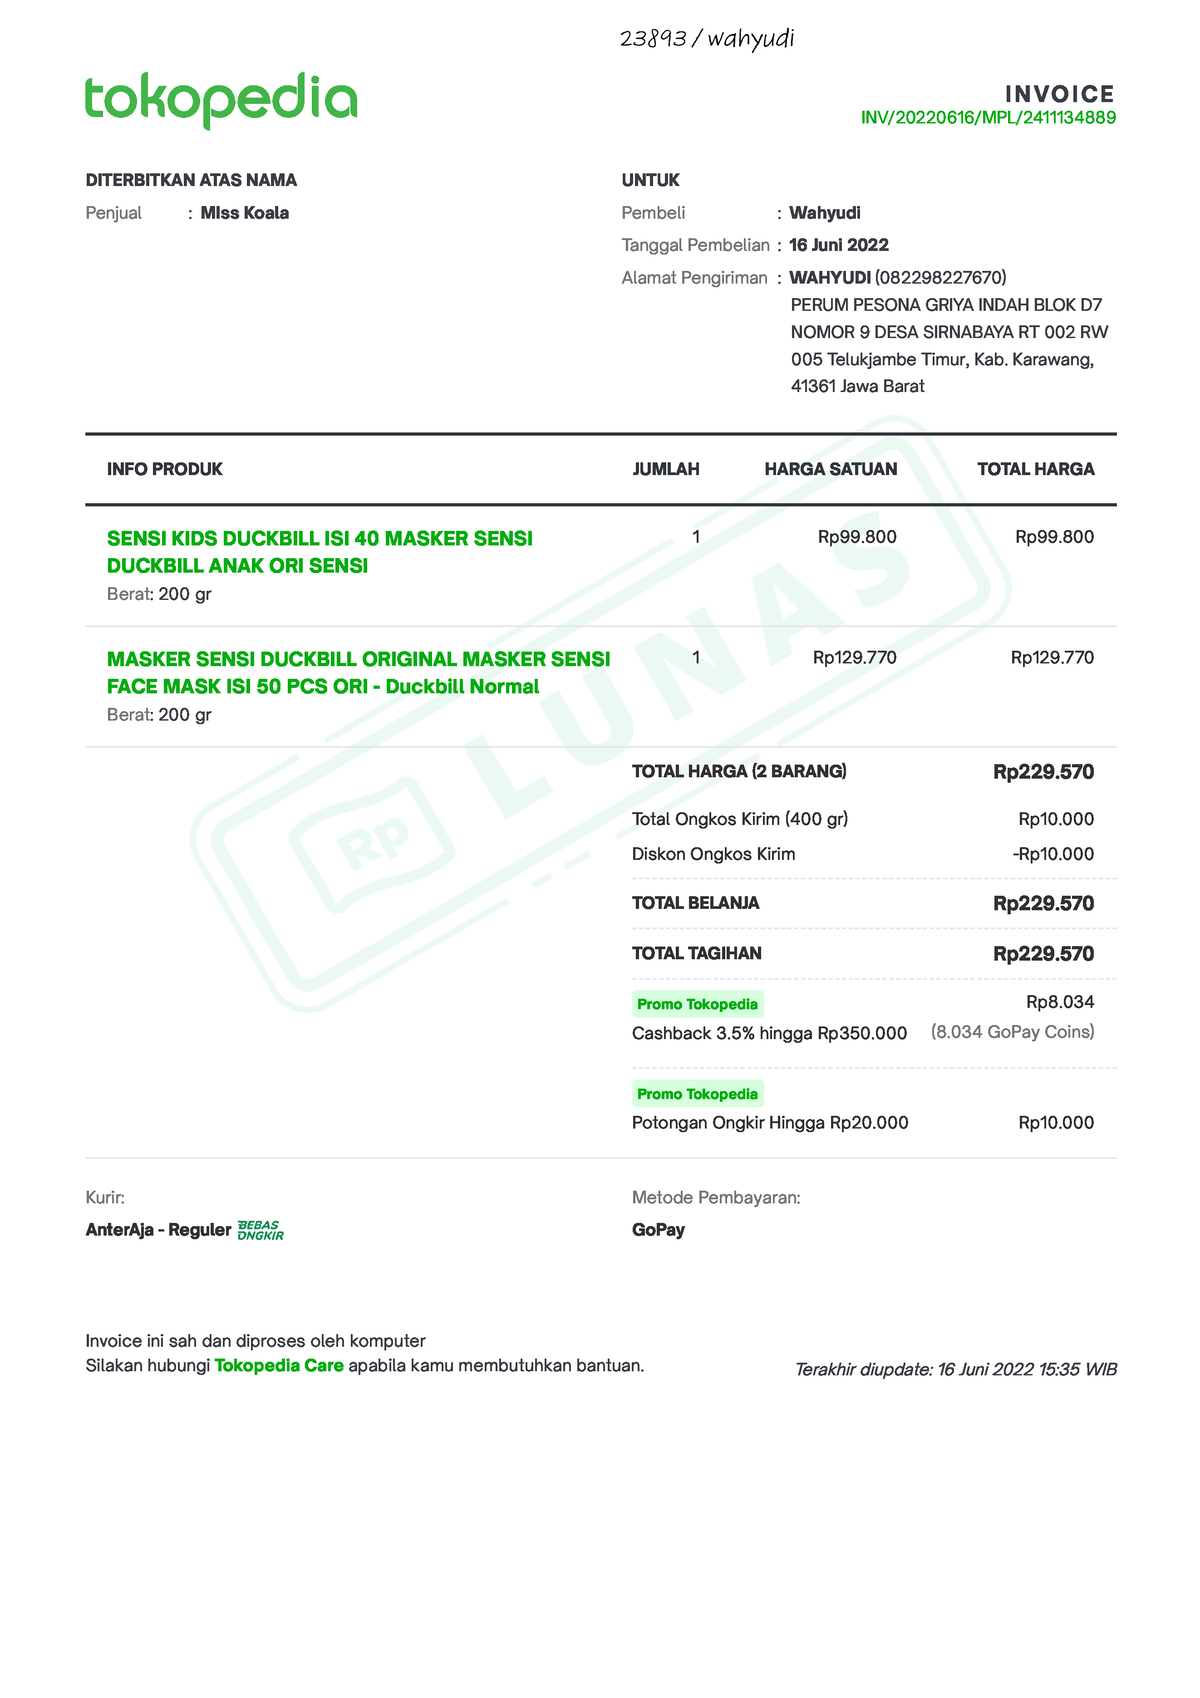 23893 / wahyudi
tokopedia
INVOICE
INV/20220616/MPL/2411134889
DITERBITKAN ATAS NAMA
Penjual : MIss Koala
UNTUK
Pembeli : Wahyudi
Tanggal Pembelian : 16 Juni 2022
Alamat Pengiriman : WAHYUDI (082298227670)
PERUM PESONA GRIYA INDAH BLOK D7
NOMOR 9 DESA SIRNABAYA RT 002 RW
005 Telukjambe Timur, Kab. Karawang,
41361 Jawa Barat
INFO PRODUK JUMLAH HARGA SATUAN TOTAL HARGA
SENSI KIDS DUCKBILL ISI 40 MASKER SENSI 1 Rp99.800 Rp99.800
DUCKBILL ANAK ORI SENSI
Berat: 200 gr
MASKER SENSI DUCKBILL ORIGINAL MASKER SENSI 1 Rp129.770 Rp129.770
FACE MASK ISI 50 PCS ORI - Duckbill Normal
Berat: 200 gr
Rp LUNAS
TOTAL HARGA (2 BARANG) Rp229.570
Total Ongkos Kirim (400 gr) Rp10.000
Diskon Ongkos Kirim -Rp10.000
TOTAL BELANJA Rp229.570
TOTAL TAGIHAN Rp229.570
Promo Tokopedia Rp8.034
Cashback 3.5% hingga Rp350.000 (8.034 GoPay Coins)
Promo Tokopedia
Potongan Ongkir Hingga Rp20.000 Rp10.000
Kurir:
AnterAja - Reguler BEBAS ONGKIR
Metode Pembayaran:
GoPay
Invoice ini sah dan diproses oleh komputer
Silakan hubungi Tokopedia Care apabila kamu membutuhkan bantuan.
Terakhir diupdate: 16 Juni 2022 15:35 WIB